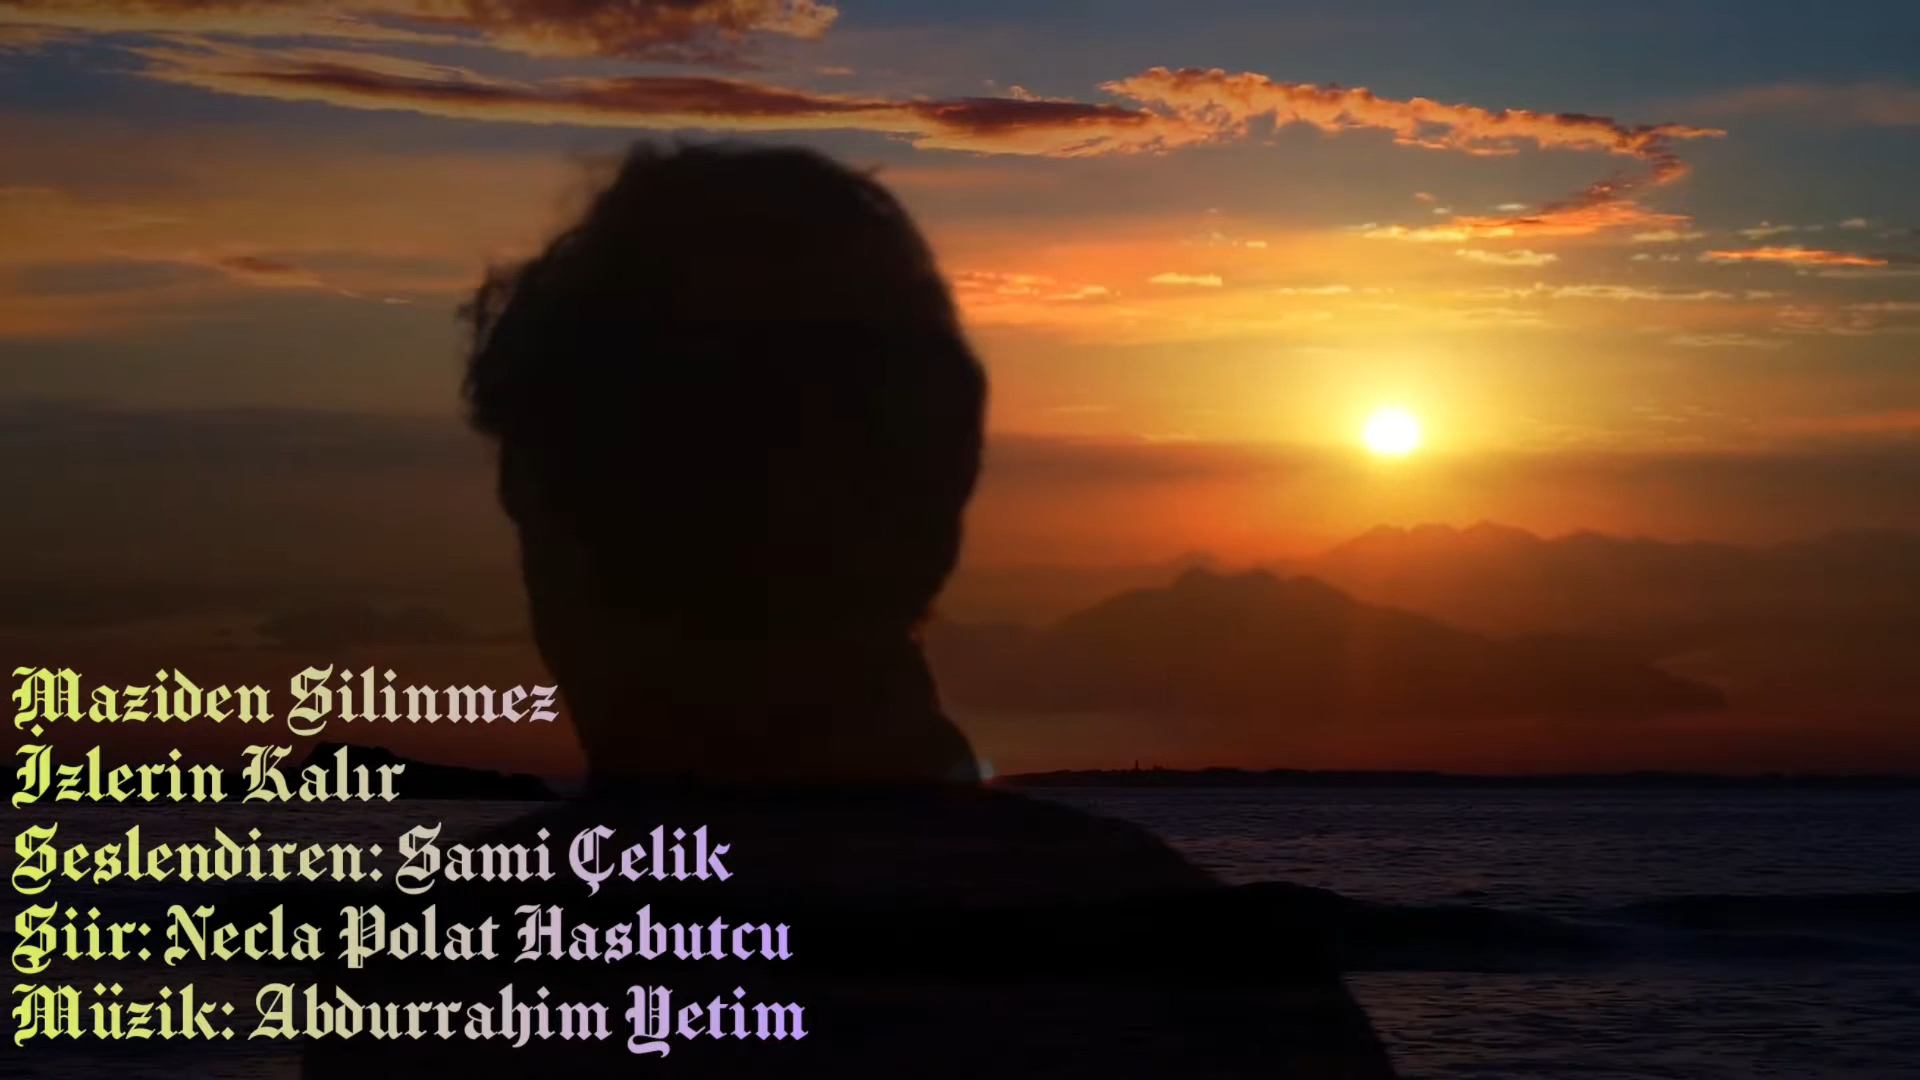 Maziden Silinmez
İzlerin Kalır
Seslendiren: Sami Çelik
Şiir: Necla Polat Hasbutcu
Müzik: Abdurrahim Yetim